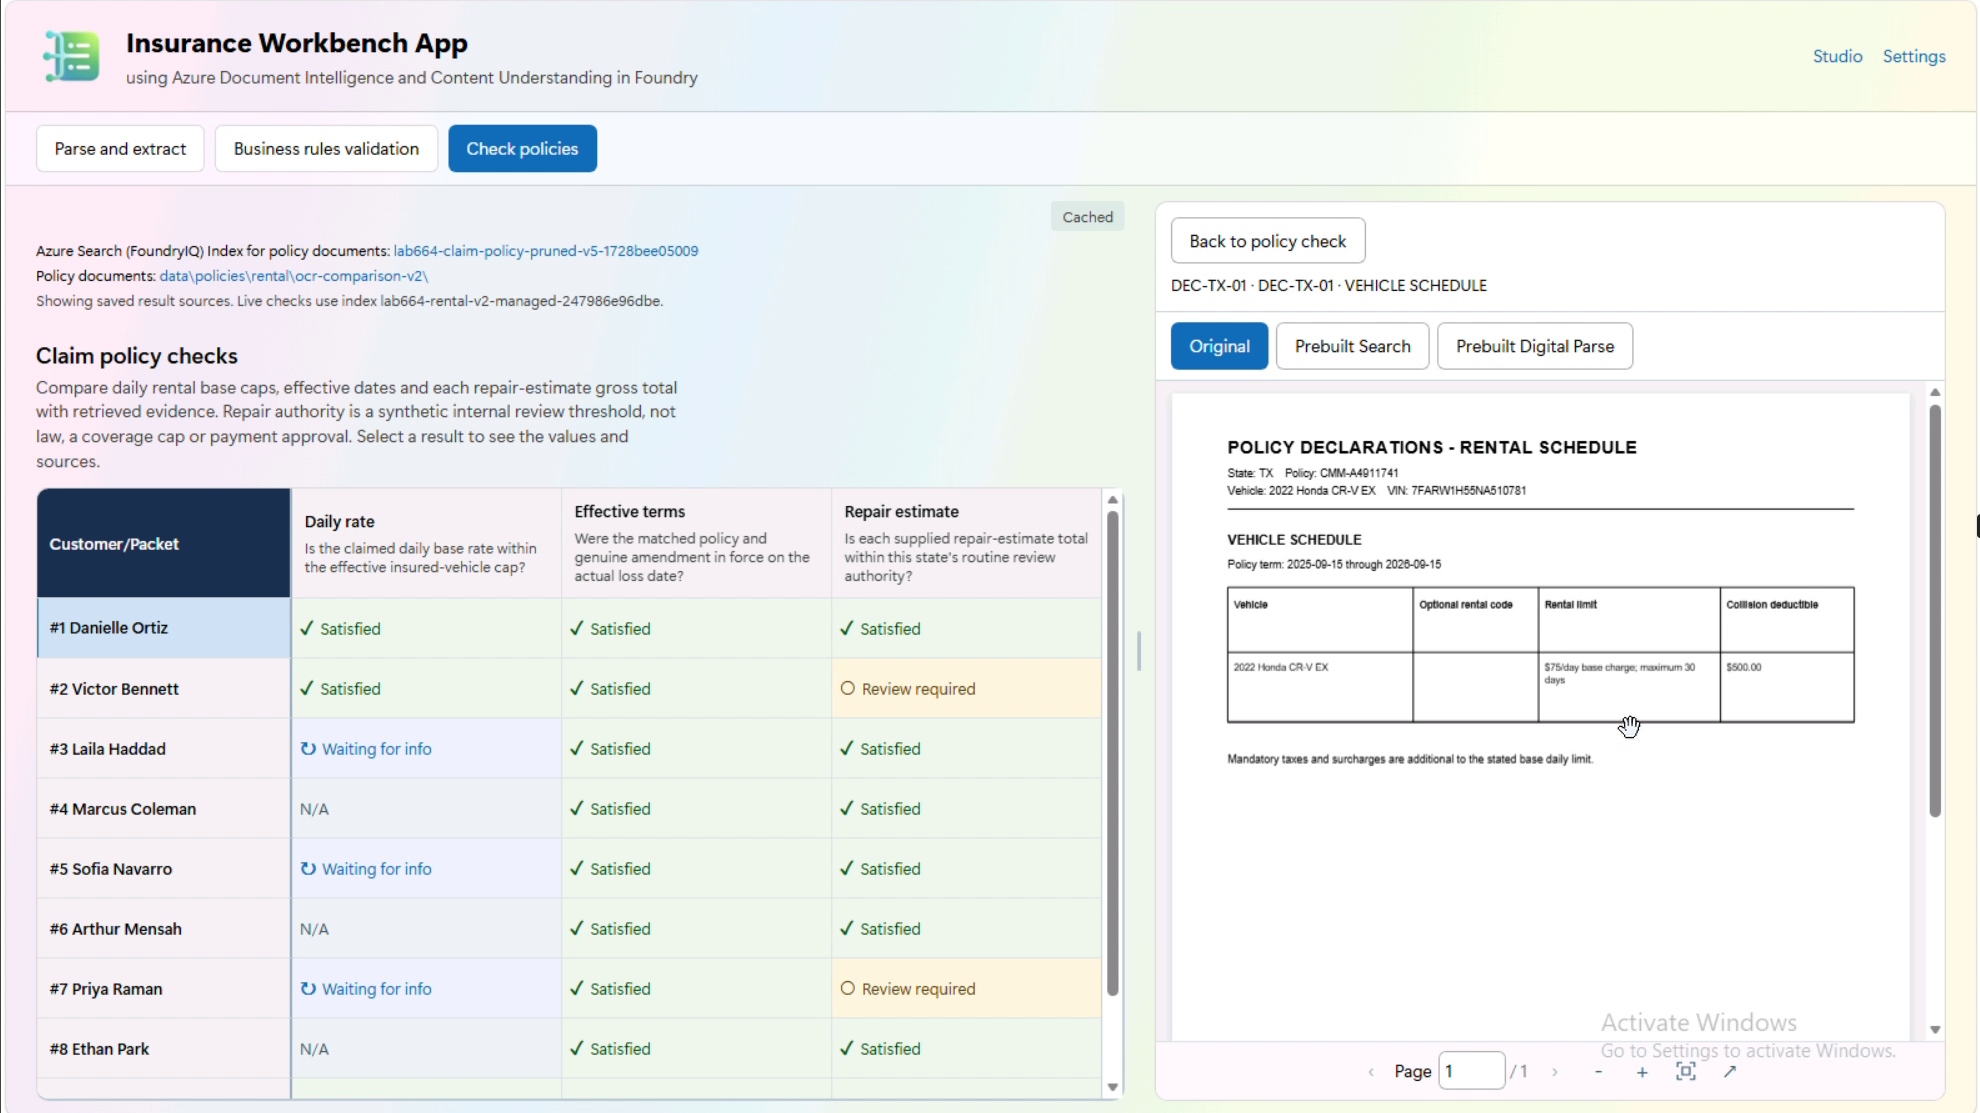 Insurance Workbench App
using Azure Document Intelligence and Content Understanding in Foundry
Studio
Settings
Parse and extract
Business rules validation
Check policies
Cached
Azure Search (FoundryIQ) Index for policy documents: lab664-claim-policy-pruned-v5-1728bee05009
Policy documents: data\policies\rental\ocr-comparison-v2\
Showing saved result sources. Live checks use index lab664-rental-v2-managed-247986e96dbe.
Claim policy checks
Compare daily rental base caps, effective dates and each repair-estimate gross total
with retrieved evidence. Repair authority is a synthetic internal review threshold, not
law, a coverage cap or payment approval. Select a result to see the values and
sources.
Customer/Packet
Daily rate
Is the claimed daily base rate within
the effective insured-vehicle cap?
Effective terms
Were the matched policy and
genuine amendment in force on the
actual loss date?
Repair estimate
Is each supplied repair-estimate total
within this state's routine review
authority?
#1 Danielle Ortiz
✓ Satisfied
✓ Satisfied
✓ Satisfied
#2 Victor Bennett
✓ Satisfied
✓ Satisfied
Review required
#3 Laila Haddad
↻ Waiting for info
✓ Satisfied
✓ Satisfied
#4 Marcus Coleman
N/A
✓ Satisfied
✓ Satisfied
#5 Sofia Navarro
↻ Waiting for info
✓ Satisfied
✓ Satisfied
#6 Arthur Mensah
N/A
✓ Satisfied
✓ Satisfied
#7 Priya Raman
↻ Waiting for info
✓ Satisfied
Review required
#8 Ethan Park
N/A
✓ Satisfied
✓ Satisfied
Back to policy check
DEC-TX-01 · DEC-TX-01 · VEHICLE SCHEDULE
Original
Prebuilt Search
Prebuilt Digital Parse
POLICY DECLARATIONS - RENTAL SCHEDULE
State: TX Policy: CMM-A4911741
Vehicle: 2022 Honda CR-V EX VIN: 7FARW1H55NA510781
VEHICLE SCHEDULE
Policy term: 2025-09-15 through 2026-09-15
Vehicle
Optional rental code
Rental limit
Collision deductible
2022 Honda CR-V EX
$75/day base charge; maximum 30
days
$500.00
Mandatory taxes and surcharges are additional to the stated base daily limit.
Activate Windows
Go to Settings to activate Windows.
‹ Page 1 / 1 › - +